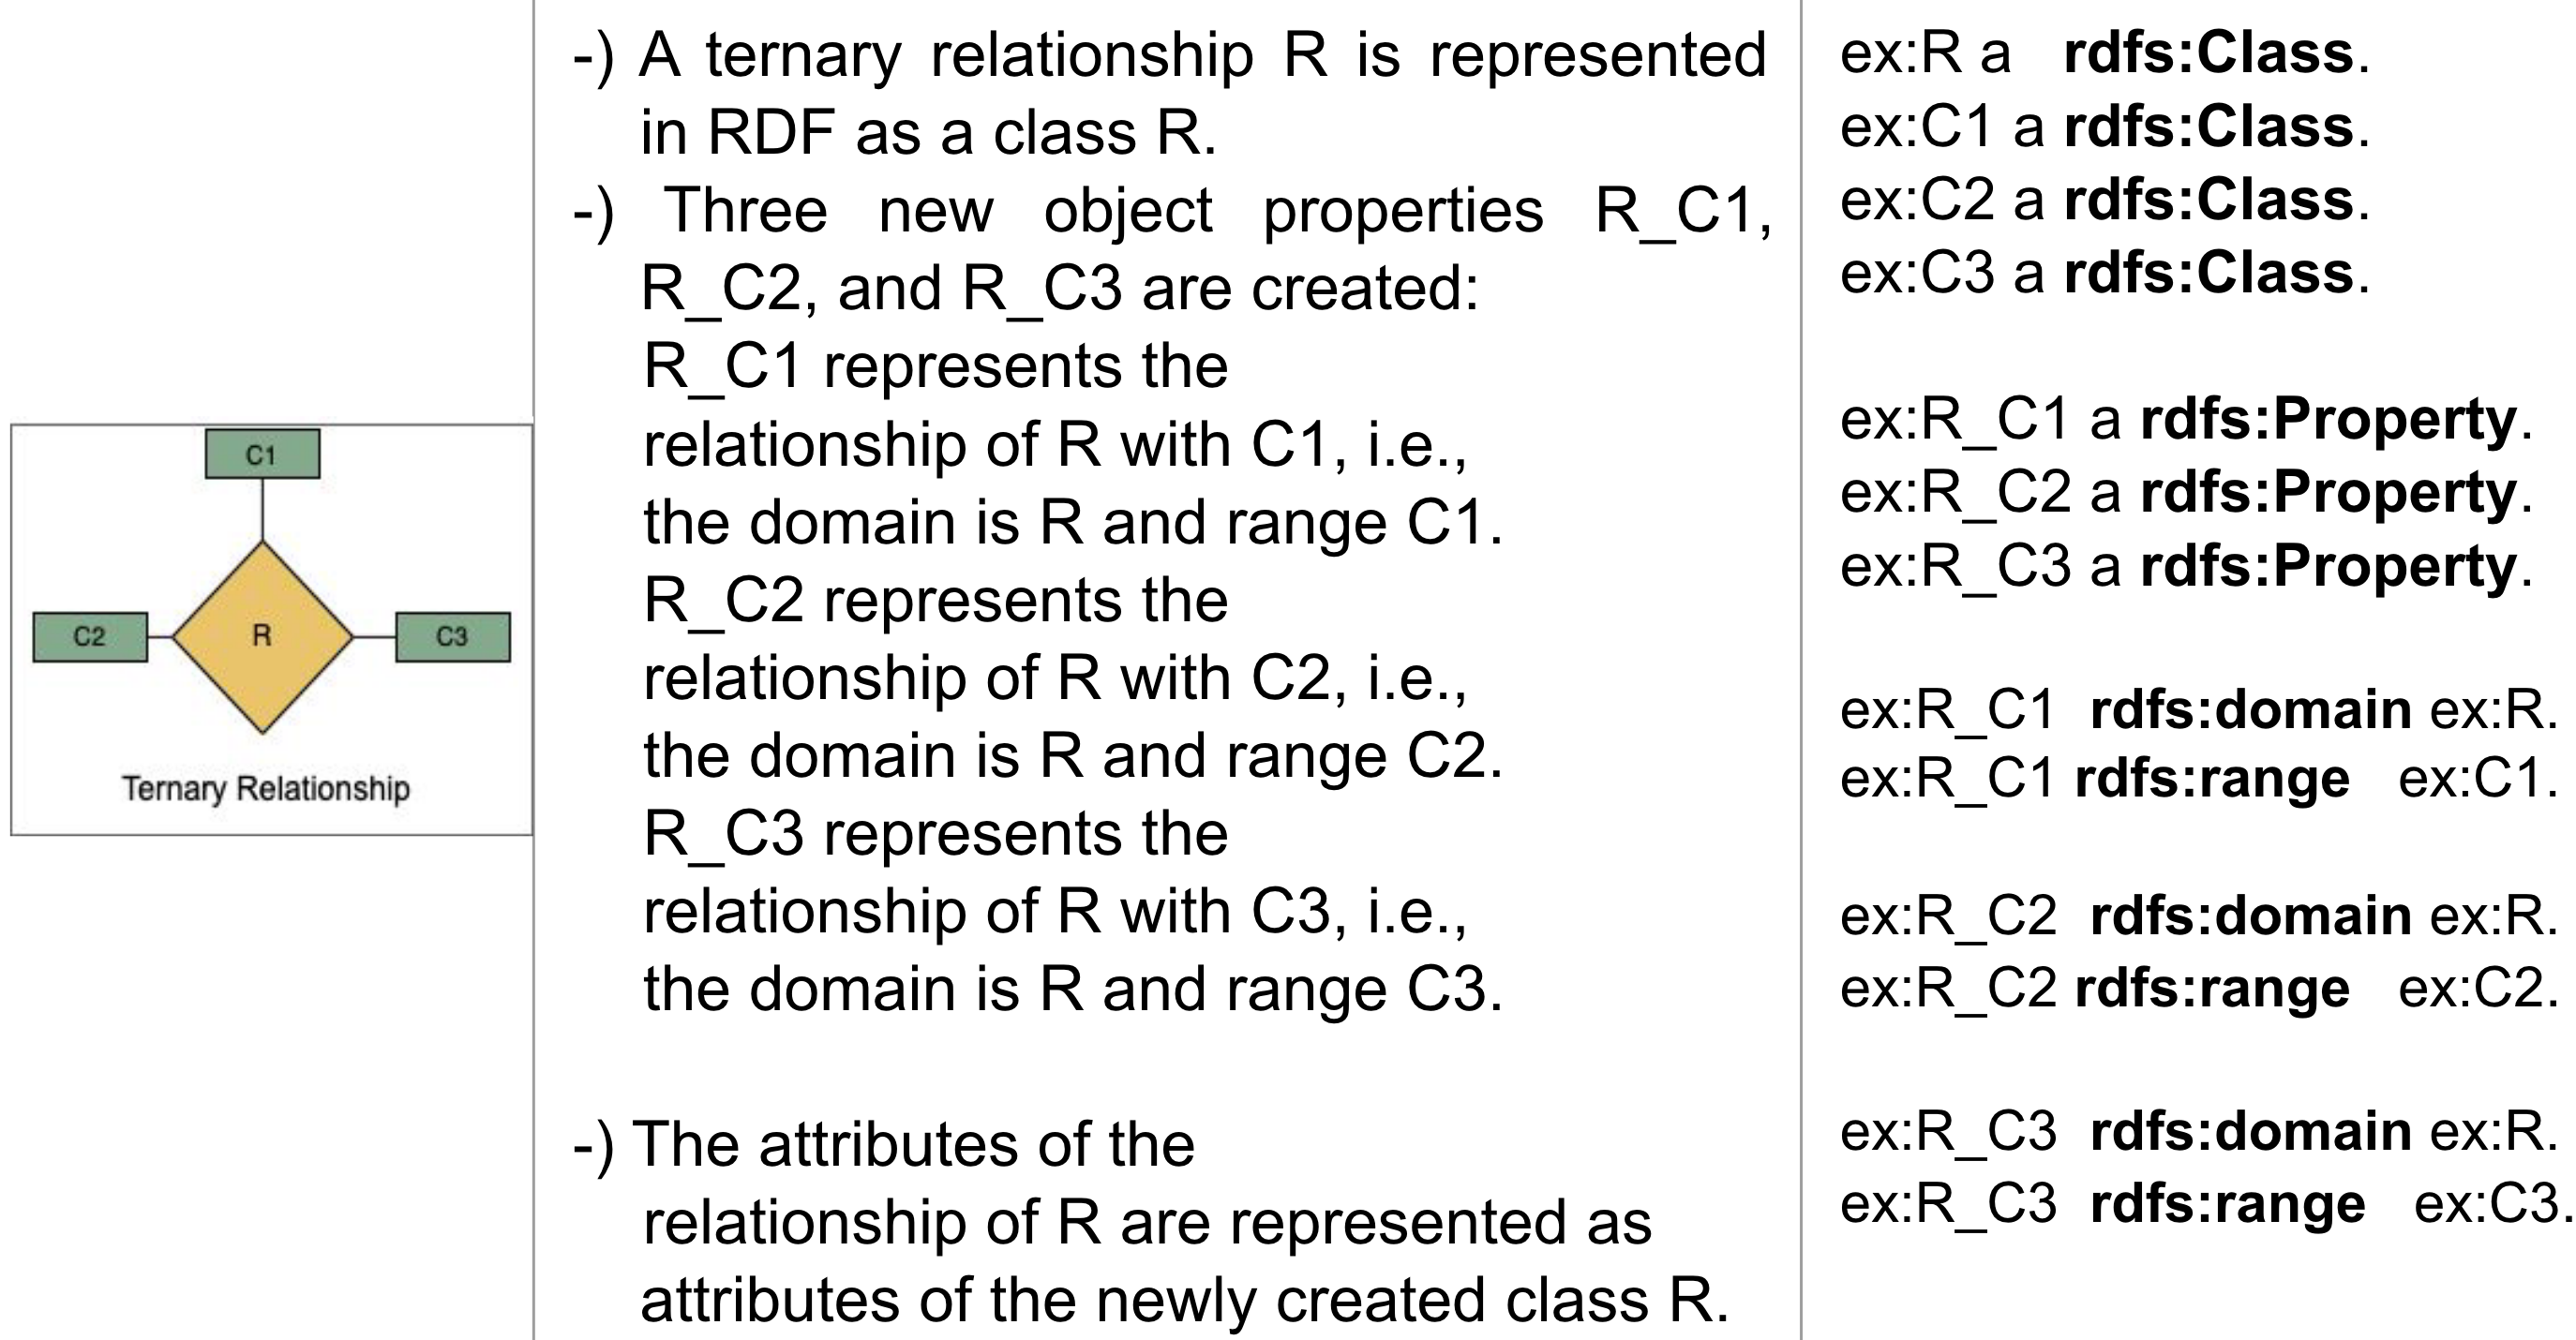 C1
C2
R
C3
Ternary Relationship
-) A ternary relationship R is represented
in RDF as a class R.
-) Three new object properties R_C1,
R_C2, and R_C3 are created:
R_C1 represents the
relationship of R with C1, i.e.,
the domain is R and range C1.
R_C2 represents the
relationship of R with C2, i.e.,
the domain is R and range C2.
R_C3 represents the
relationship of R with C3, i.e.,
the domain is R and range C3.
-) The attributes of the
relationship of R are represented as
attributes of the newly created class R.
ex:R a rdfs:Class.
ex:C1 a rdfs:Class.
ex:C2 a rdfs:Class.
ex:C3 a rdfs:Class.
ex:R_C1 a rdfs:Property.
ex:R_C2 a rdfs:Property.
ex:R_C3 a rdfs:Property.
ex:R_C1 rdfs:domain ex:R.
ex:R_C1 rdfs:range ex:C1.
ex:R_C2 rdfs:domain ex:R.
ex:R_C2 rdfs:range ex:C2.
ex:R_C3 rdfs:domain ex:R.
ex:R_C3 rdfs:range ex:C3.